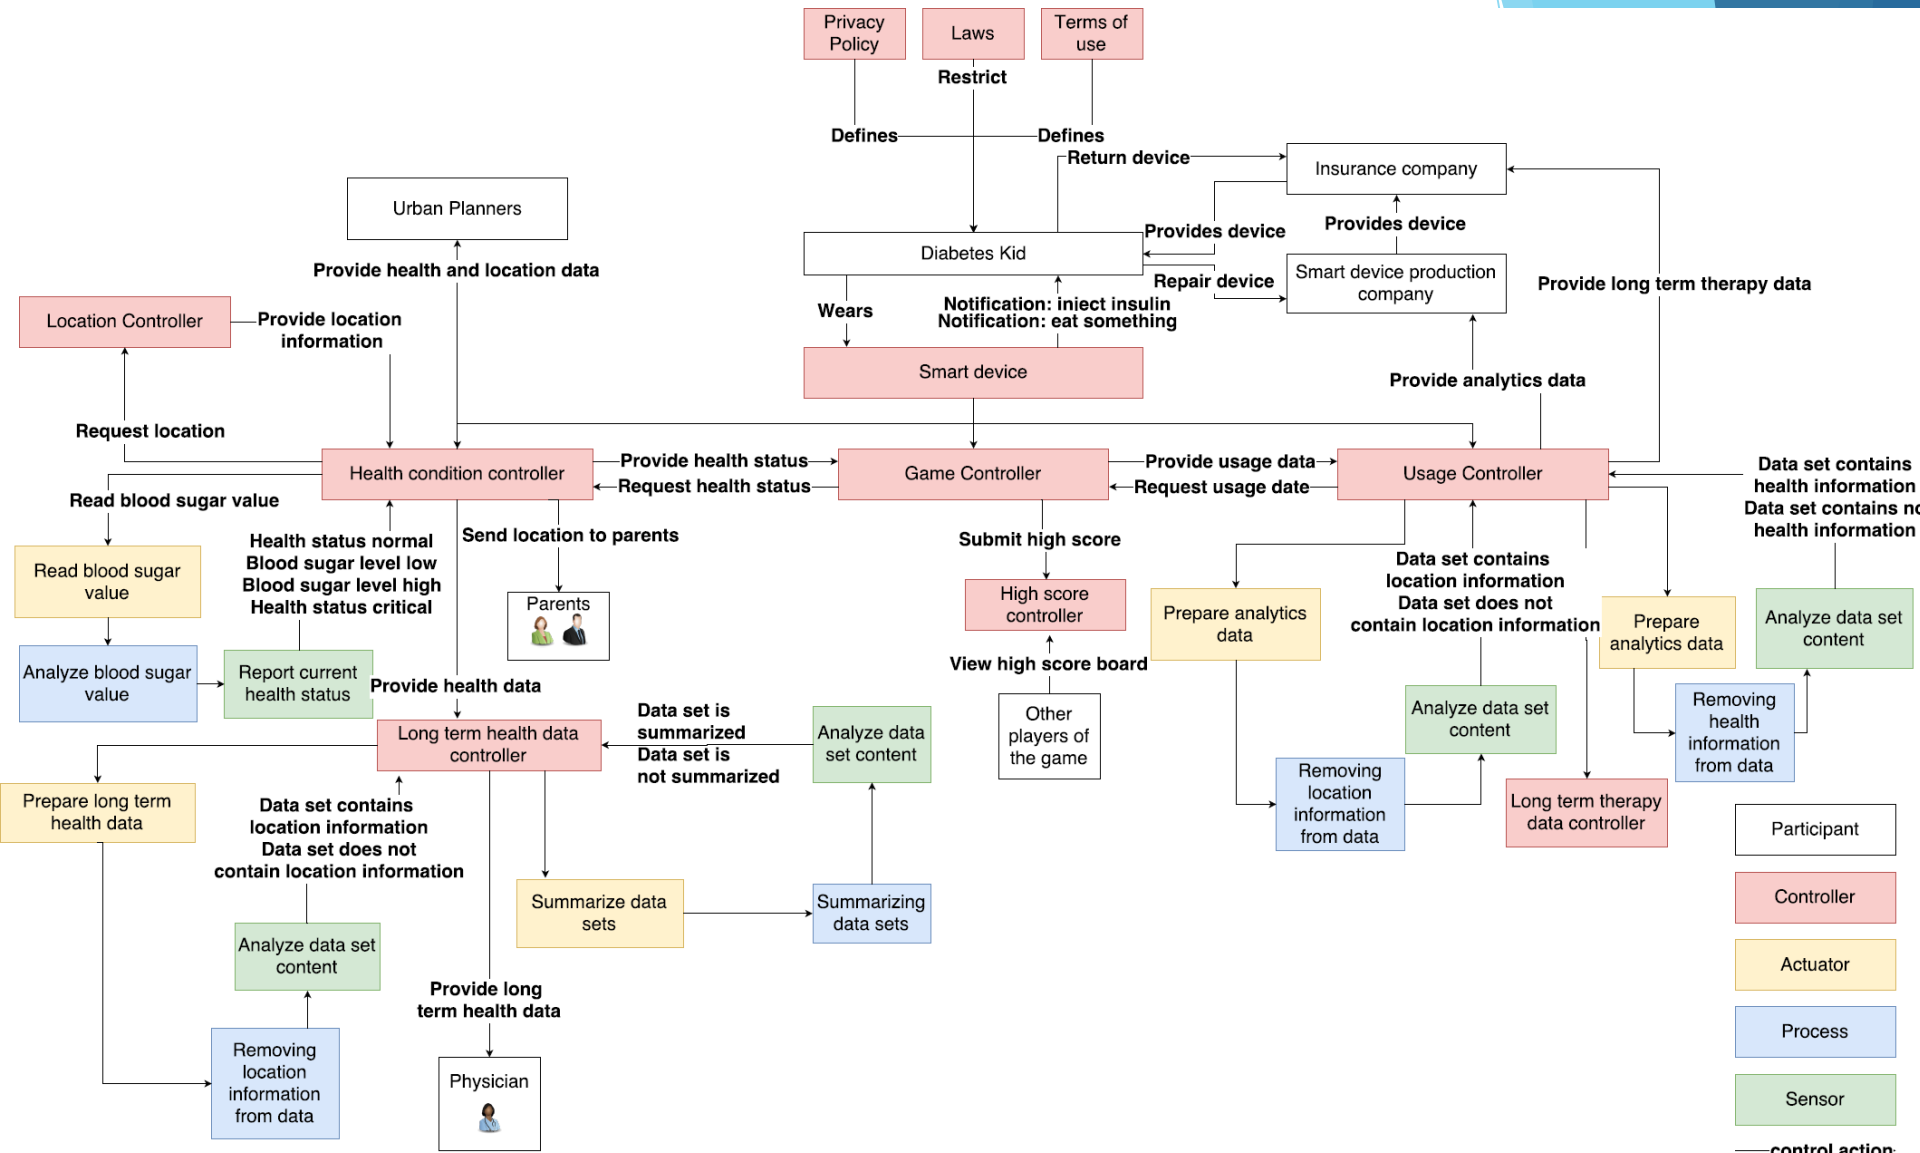 Privacy
Policy
Laws
Terms of
use
Restrict
Defines
Defines
Return device
Insurance company
Urban Planners
Provides device
Provides device
Diabetes Kid
Provide health and location data
Repair device
Smart device production
company
Provide long term therapy data
Wears
Notification: inject insulin
Notification: eat something
Location Controller
Provide location
information
Smart device
Provide analytics data
Request location
Health condition controller
Provide health status
Request health status
Game Controller
Provide usage data
Request usage date
Usage Controller
Data set contains
health information
Data set contains no
health information
Read blood sugar value
Health status normal
Blood sugar level low
Blood sugar level high
Health status critical
Send location to parents
Submit high score
Data set contains
location information
Data set does not
contain location information
Read blood sugar
value
Parents
High score
controller
Prepare analytics
data
Prepare
analytics data
Analyze data set
content
Analyze blood sugar
value
Report current
health status
Provide health data
View high score board
Other
players of
the game
Analyze data set
content
Removing
health
information
from data
Long term health data
controller
Data set is
summarized
Data set is
not summarized
Analyze data
set content
Removing
location
information
from data
Long term therapy
data controller
Prepare long term
health data
Data set contains
location information
Data set does not
contain location information
Summarize data
sets
Summarizing
data sets
Analyze data set
content
Provide long
term health data
Removing
location
information
from data
Physician
Participant
Controller
Actuator
Process
Sensor
control action